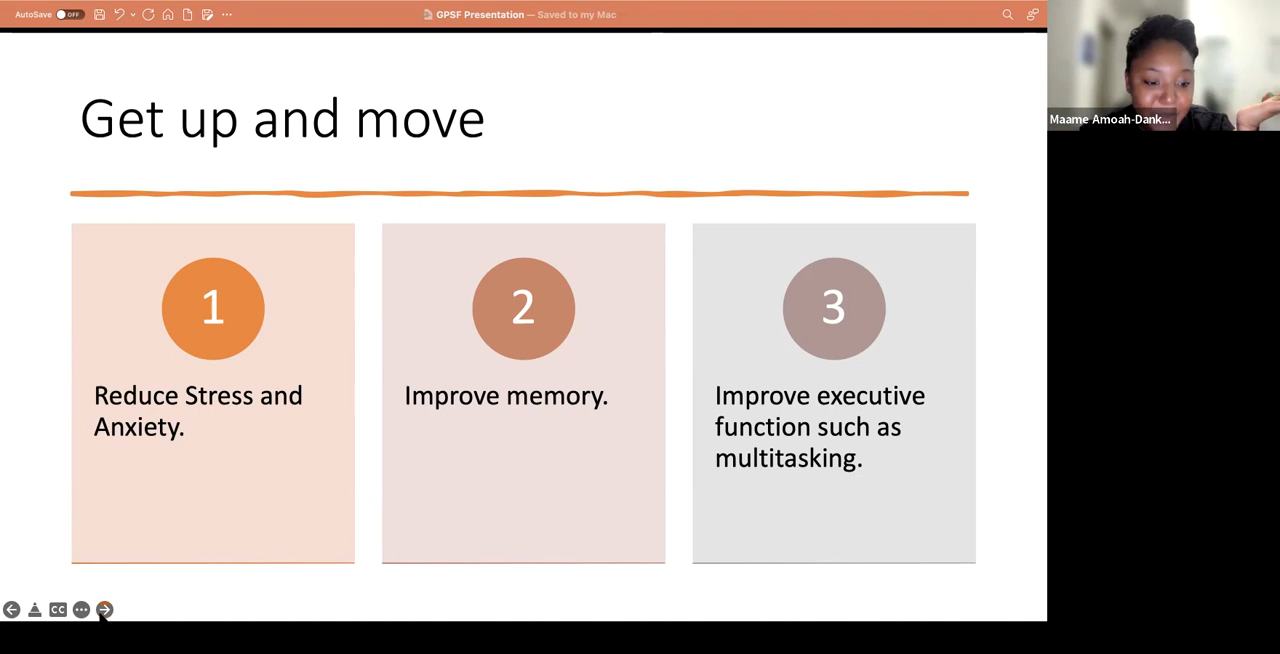 AutoSave OFF
GPSF Presentation — Saved to my Mac
Maame Amoah-Dank...
Get up and move
1
Reduce Stress and
Anxiety.
2
Improve memory.
3
Improve executive
function such as
multitasking.
CC